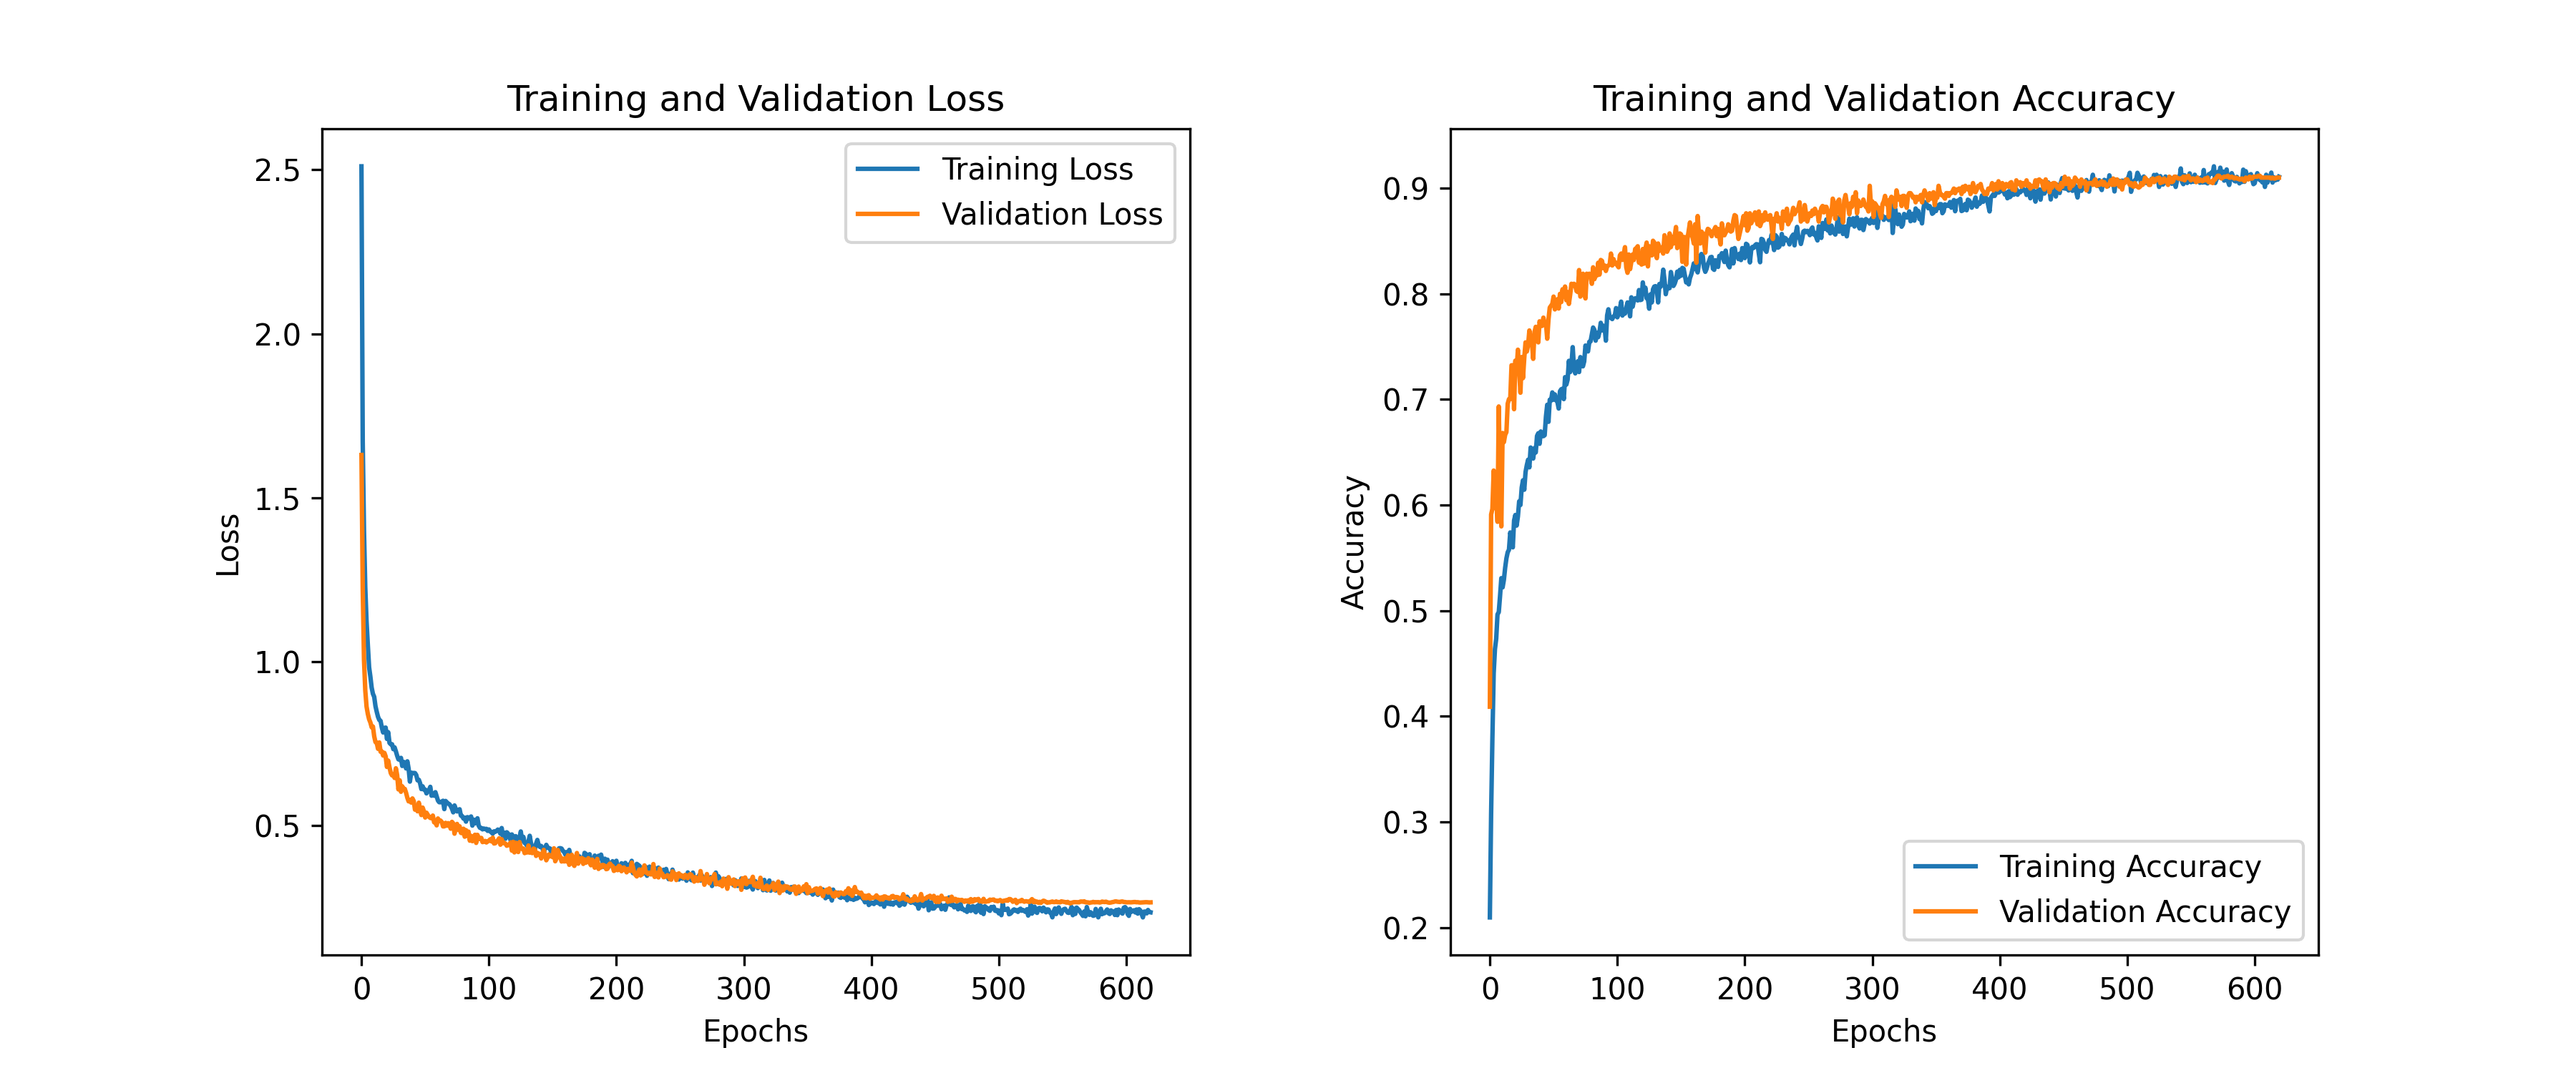 Training and Validation Loss
Training Loss
Validation Loss
2.5
2.0
1.5
1.0
0.5
Loss
0
100
200
300
400
500
600
Epochs
Training and Validation Accuracy
0.9
0.8
0.7
0.6
0.5
0.4
0.3
0.2
Accuracy
Training Accuracy
Validation Accuracy
0
100
200
300
400
500
600
Epochs